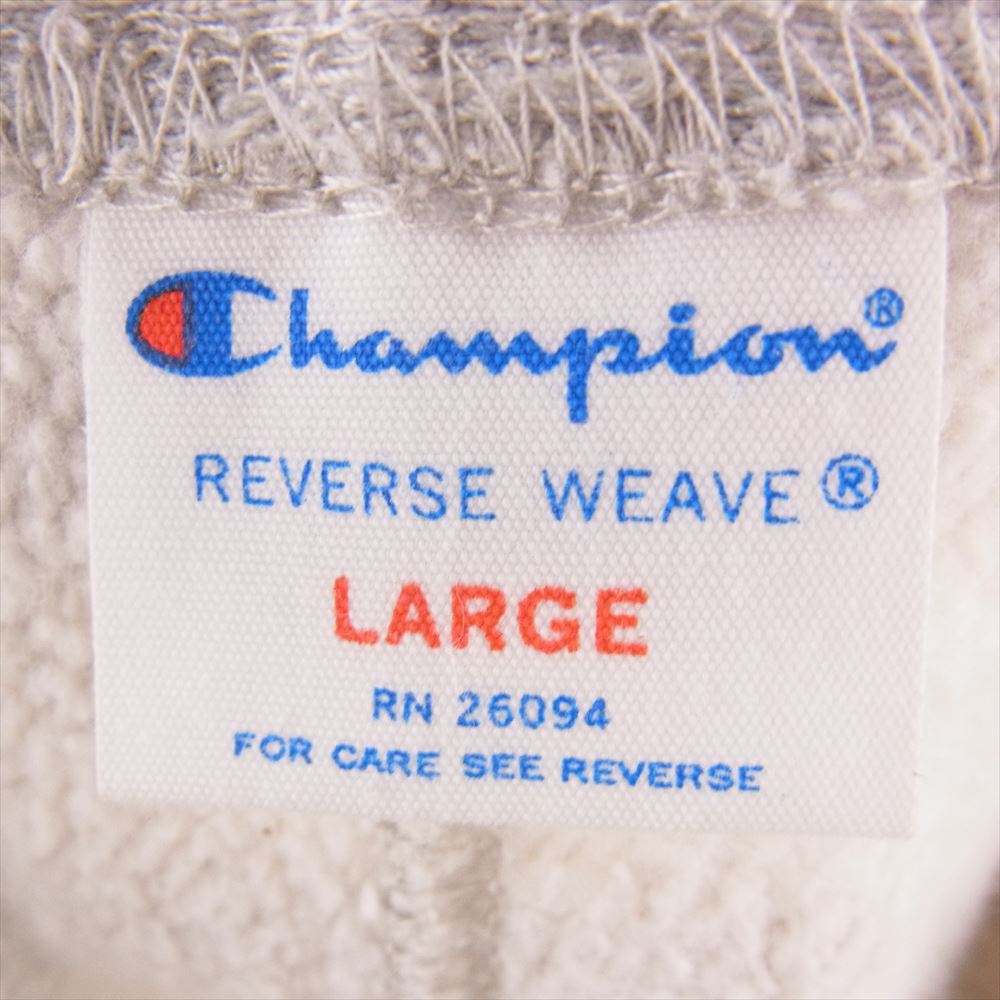 Champion®
REVERSE WEAVE®
LARGE
RN 26094
FOR CARE SEE REVERSE